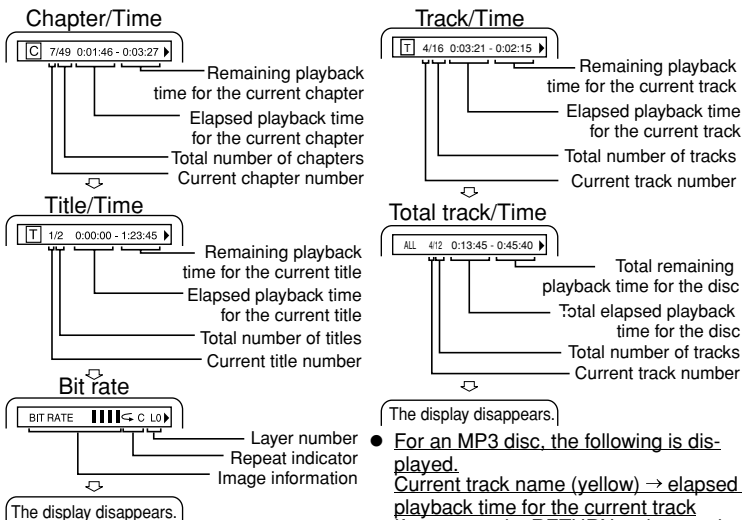 Chapter/Time
C 7/49 0:01:46 - 0:03:27
Remaining playback
time for the current chapter
Elapsed playback time
for the current chapter
Total number of chapters
Current chapter number
Title/Time
T 1/2 0:00:00 - 1:23:45
Remaining playback
time for the current title
Elapsed playback time
for the current title
Total number of titles
Current title number
Bit rate
BIT RATE C L0
Layer number
Repeat indicator
Image information
The display disappears.
Track/Time
T 4/16 0:03:21 - 0:02:15
Remaining playback
time for the current track
Elapsed playback time
for the current track
Total number of tracks
Current track number
Total track/Time
ALL 4/12 0:13:45 - 0:45:40
Total remaining
playback time for the disc
Total elapsed playback
time for the disc
Total number of tracks
Current track number
The display disappears.
● For an MP3 disc, the following is dis-
played.
Current track name (yellow) → elapsed
playback time for the current track